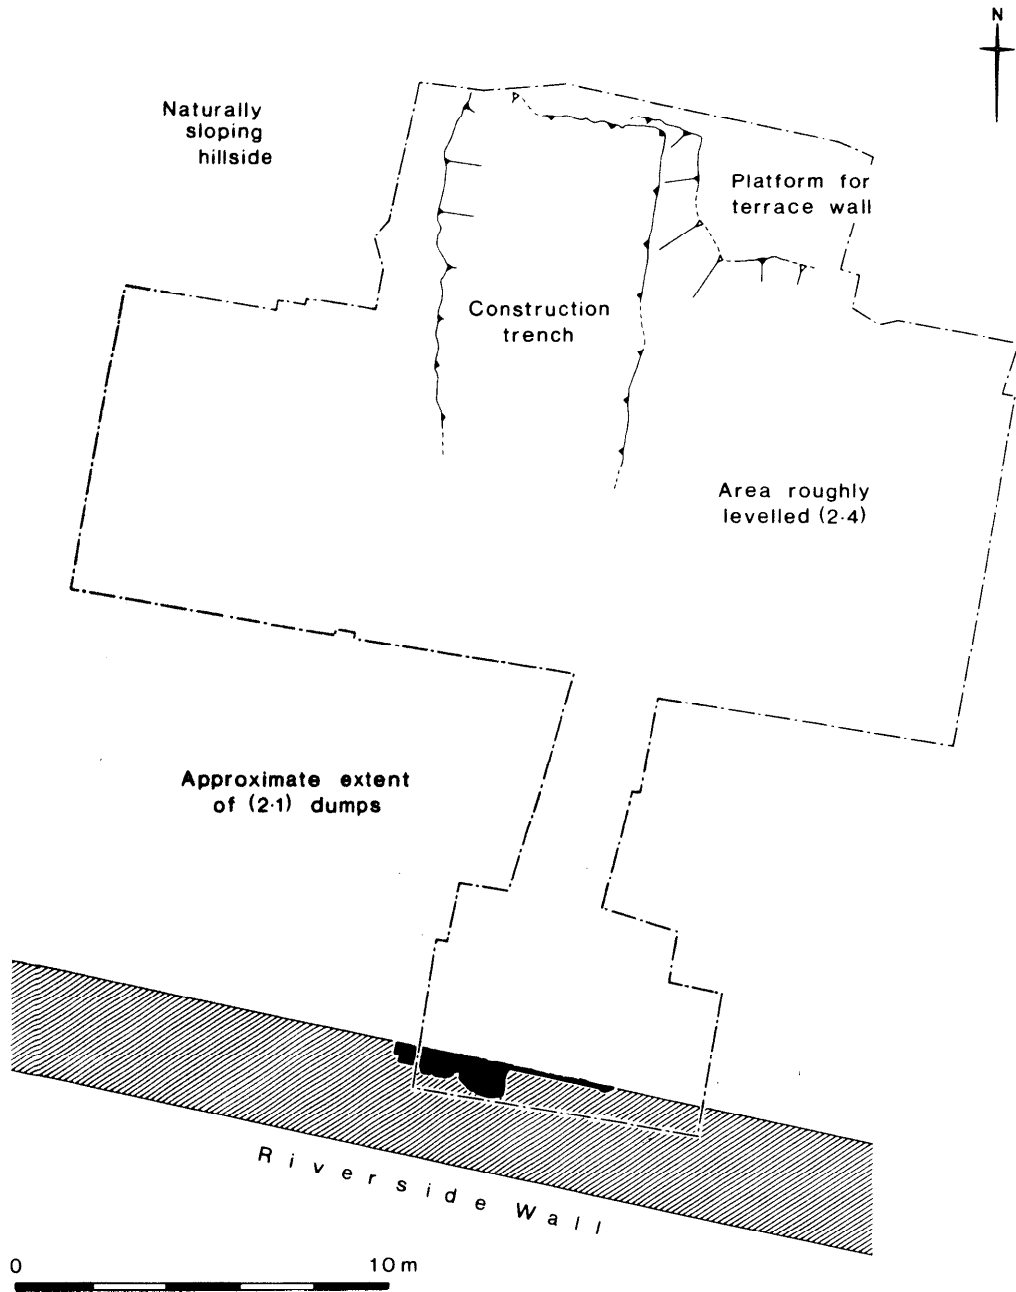 N
Naturally
sloping
hillside
Platform for
terrace wall
Construction
trench
Area roughly
levelled (2·4)
Approximate extent
of (2·1) dumps
Riverside Wall
0 10m